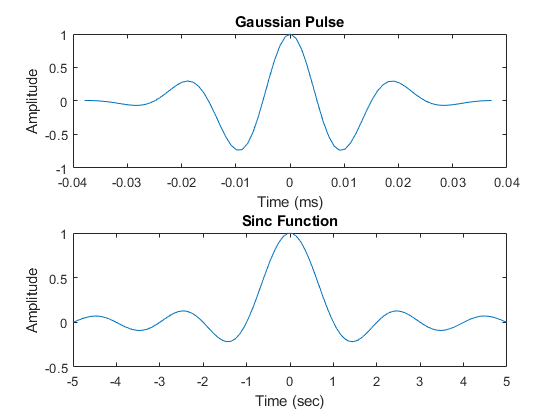 Gaussian Pulse
1
0.5
0
-0.5
-1
Amplitude
-0.04 -0.03 -0.02 -0.01 0 0.01 0.02 0.03 0.04
Time (ms)
Sinc Function
1
0.5
0
-0.5
Amplitude
-5 -4 -3 -2 -1 0 1 2 3 4 5
Time (sec)